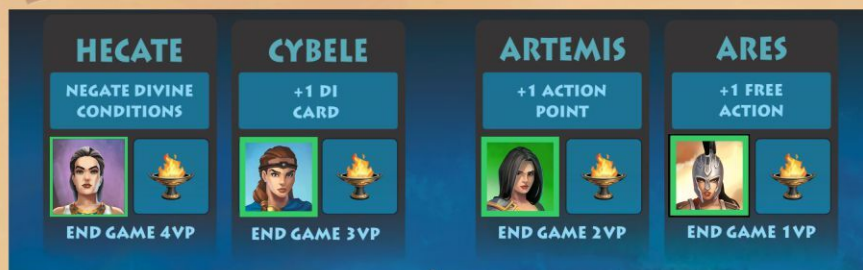 HECATE
NEGATE DIVINE
CONDITIONS
END GAME 4VP
CYBELE
+1 DI
CARD
END GAME 3VP
ARTEMIS
+1 ACTION
POINT
END GAME 2VP
ARES
+1 FREE
ACTION
END GAME 1VP